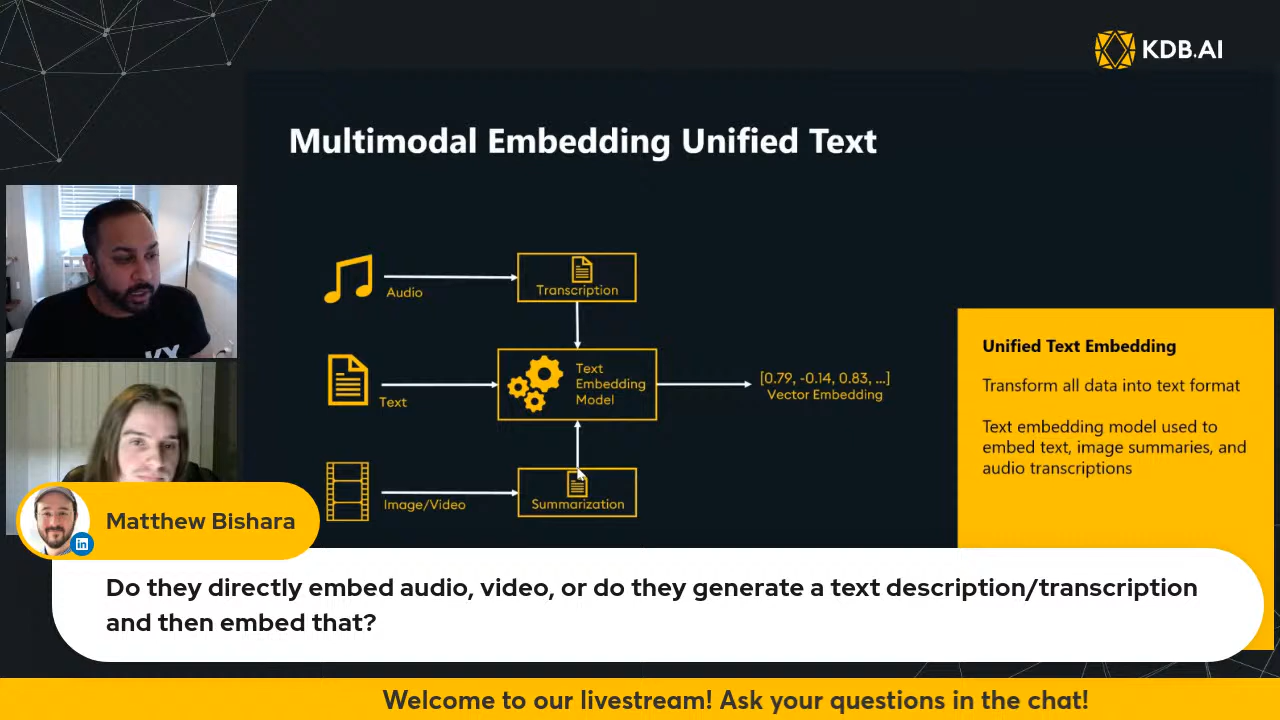 KDB.AI
Multimodal Embedding Unified Text
Audio
Transcription
Text
Text
Embedding
Model
[0.79, -0.14, 0.83, ...]
Vector Embedding
Image/Video
Summarization
Unified Text Embedding
Transform all data into text format
Text embedding model used to
embed text, image summaries, and
audio transcriptions
in
Matthew Bishara
Do they directly embed audio, video, or do they generate a text description/transcription
and then embed that?
Welcome to our livestream! Ask your questions in the chat!